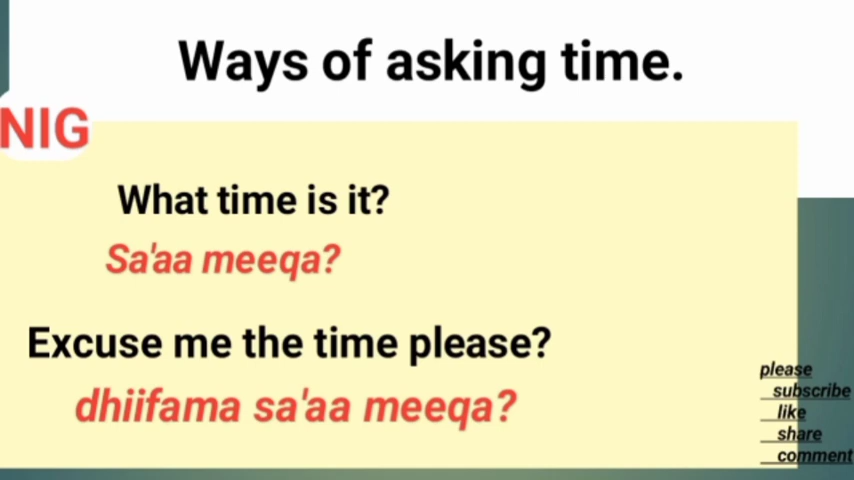 Ways of asking time.
NIG
What time is it?
Sa'aa meeqa?
Excuse me the time please?
dhiifama sa'aa meeqa?
please
subscribe
like
share
comment